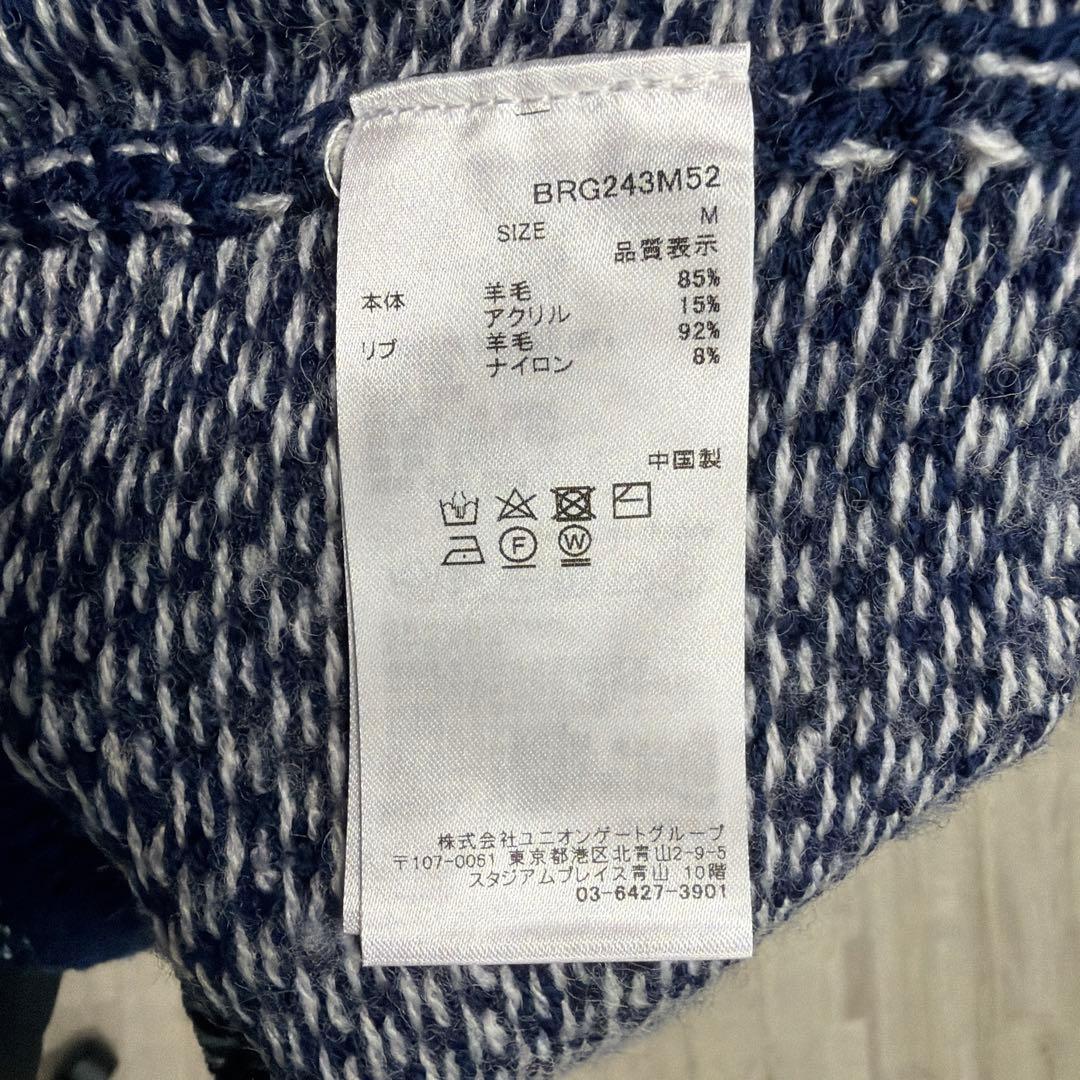 BRG243M52
SIZE M
品質表示
本体 羊毛 85%
アクリル 15%
リブ 羊毛 92%
ナイロン 8%
中国製
F W
株式会社ユニオンゲートグループ
〒107-0061 東京都港区北青山2-9-5
スタジアムプレイス青山 10階
03-6427-3901